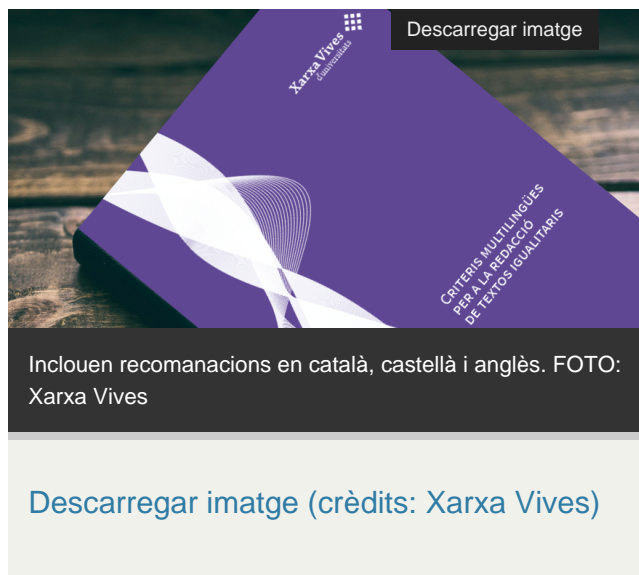 Descarregar imatge
Xarxa Vives
d'universitats
CRITERIS MULTILINGÜES
PER A LA REDACCIÓ
DE TEXTOS IGUALITARIS
Inclouen recomanacions en català, castellà i anglès. FOTO:
Xarxa Vives
Descarregar imatge (crèdits: Xarxa Vives)